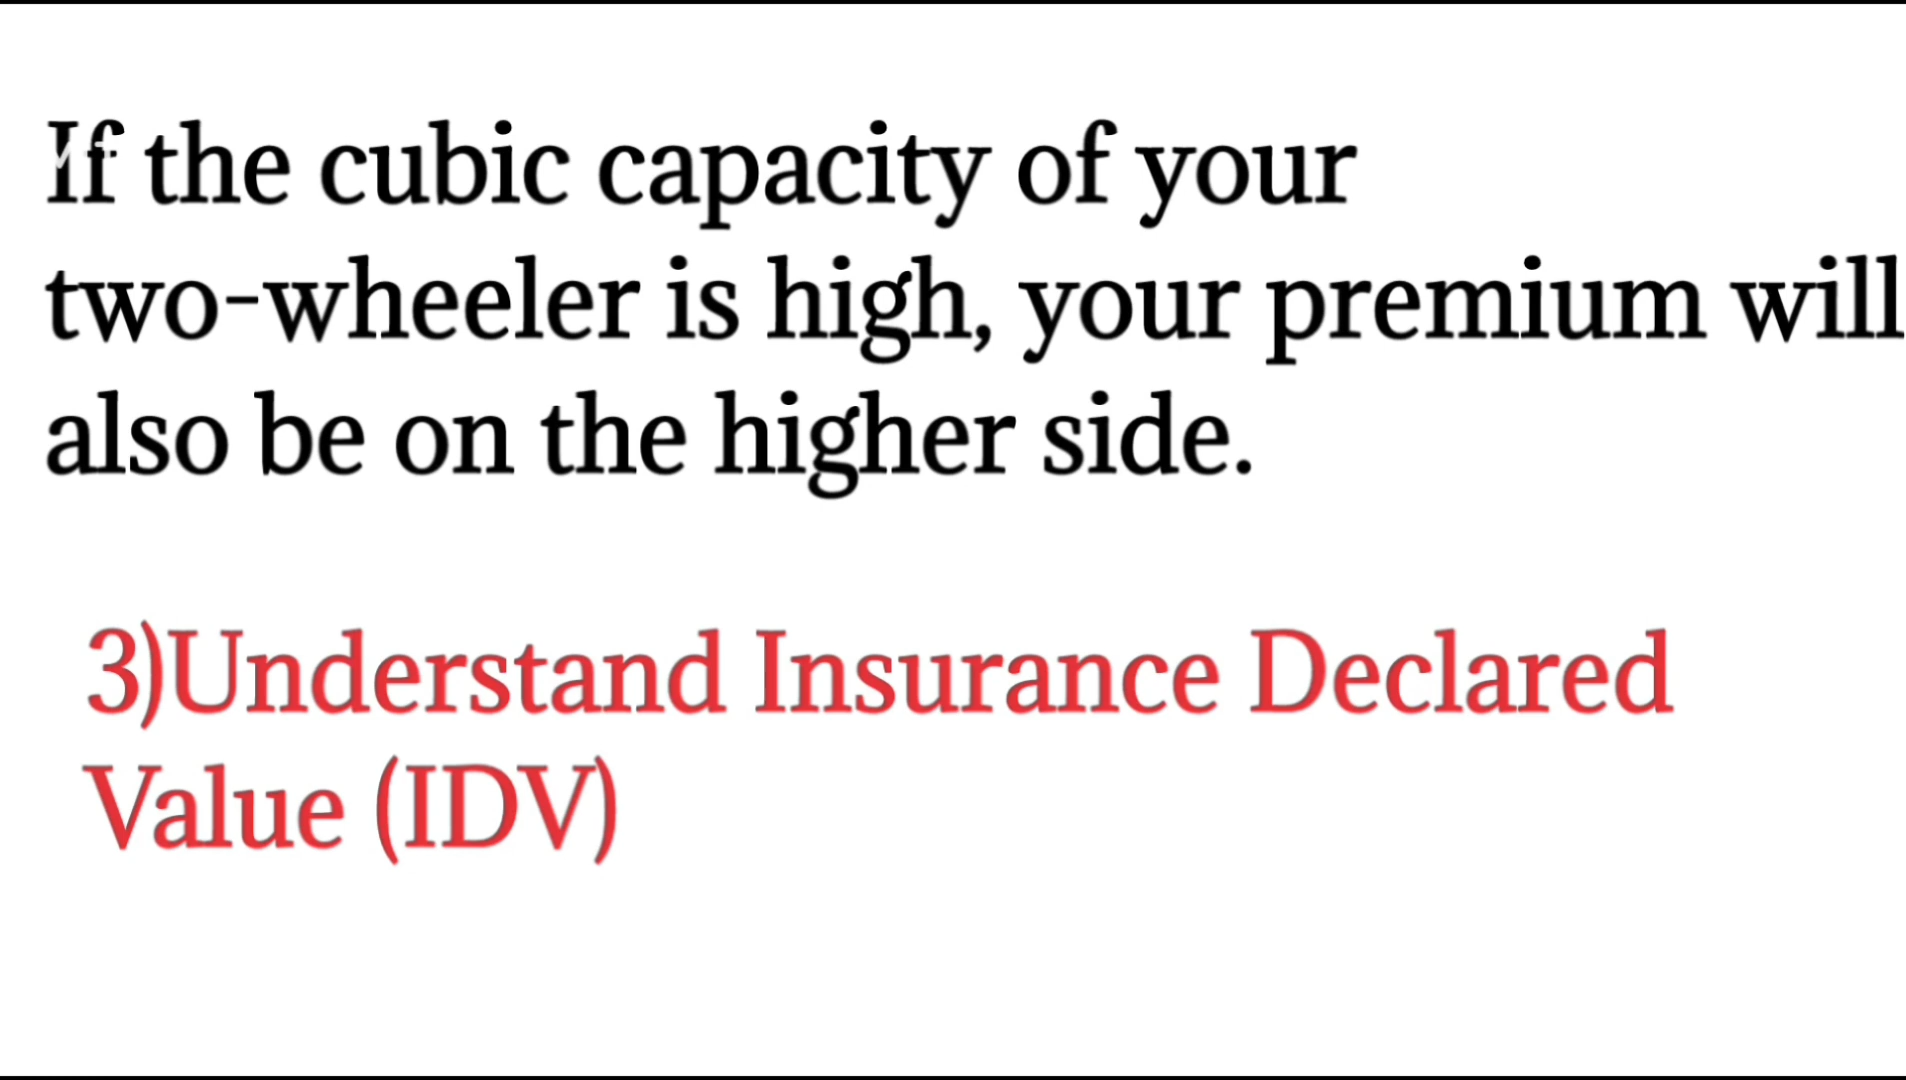 If the cubic capacity of your
two-wheeler is high, your premium will
also be on the higher side.
3)Understand Insurance Declared
Value (IDV)